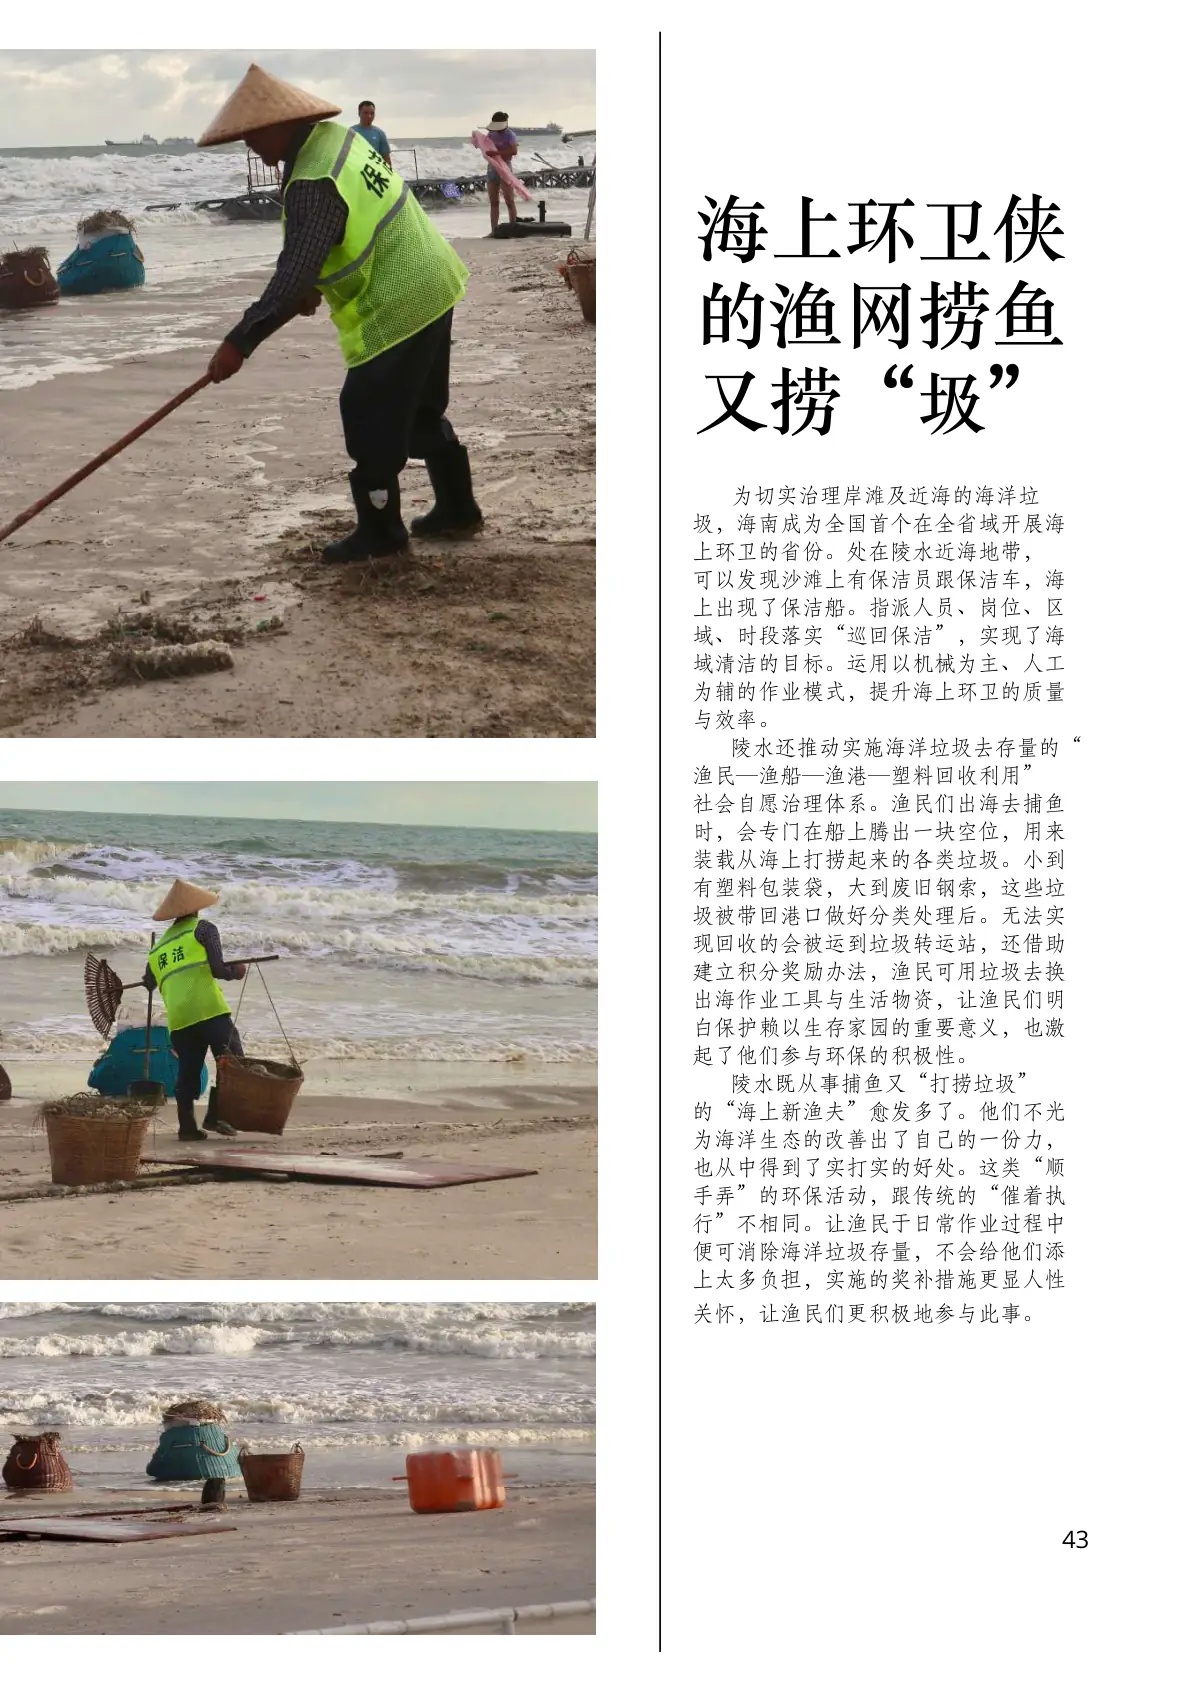 保洁
保洁
海上环卫侠
的渔网捞鱼
又捞“圾”
为切实治理岸滩及近海的海洋垃
圾，海南成为全国首个在全省域开展海
上环卫的省份。处在陵水近海地带，
可以发现沙滩上有保洁员跟保洁车，海
上出现了保洁船。指派人员、岗位、区
域、时段落实“巡回保洁”，实现了海
域清洁的目标。运用以机械为主、人工
为辅的作业模式，提升海上环卫的质量
与效率。
陵水还推动实施海洋垃圾去存量的“
渔民—渔船—渔港—塑料回收利用”
社会自愿治理体系。渔民们出海去捕鱼
时，会专门在船上腾出一块空位，用来
装载从海上打捞起来的各类垃圾。小到
有塑料包装袋，大到废旧钢索，这些垃
圾被带回港口做好分类处理后。无法实
现回收的会被运到垃圾转运站，还借助
建立积分奖励办法，渔民可用垃圾去换
出海作业工具与生活物资，让渔民们明
白保护赖以生存家园的重要意义，也激
起了他们参与环保的积极性。
陵水既从事捕鱼又“打捞垃圾”
的“海上新渔夫”愈发多了。他们不光
为海洋生态的改善出了自己的一份力，
也从中得到了实打实的好处。这类“顺
手弄”的环保活动，跟传统的“催着执
行”不相同。让渔民于日常作业过程中
便可消除海洋垃圾存量，不会给他们添
上太多负担，实施的奖补措施更显人性
关怀，让渔民们更积极地参与此事。
43